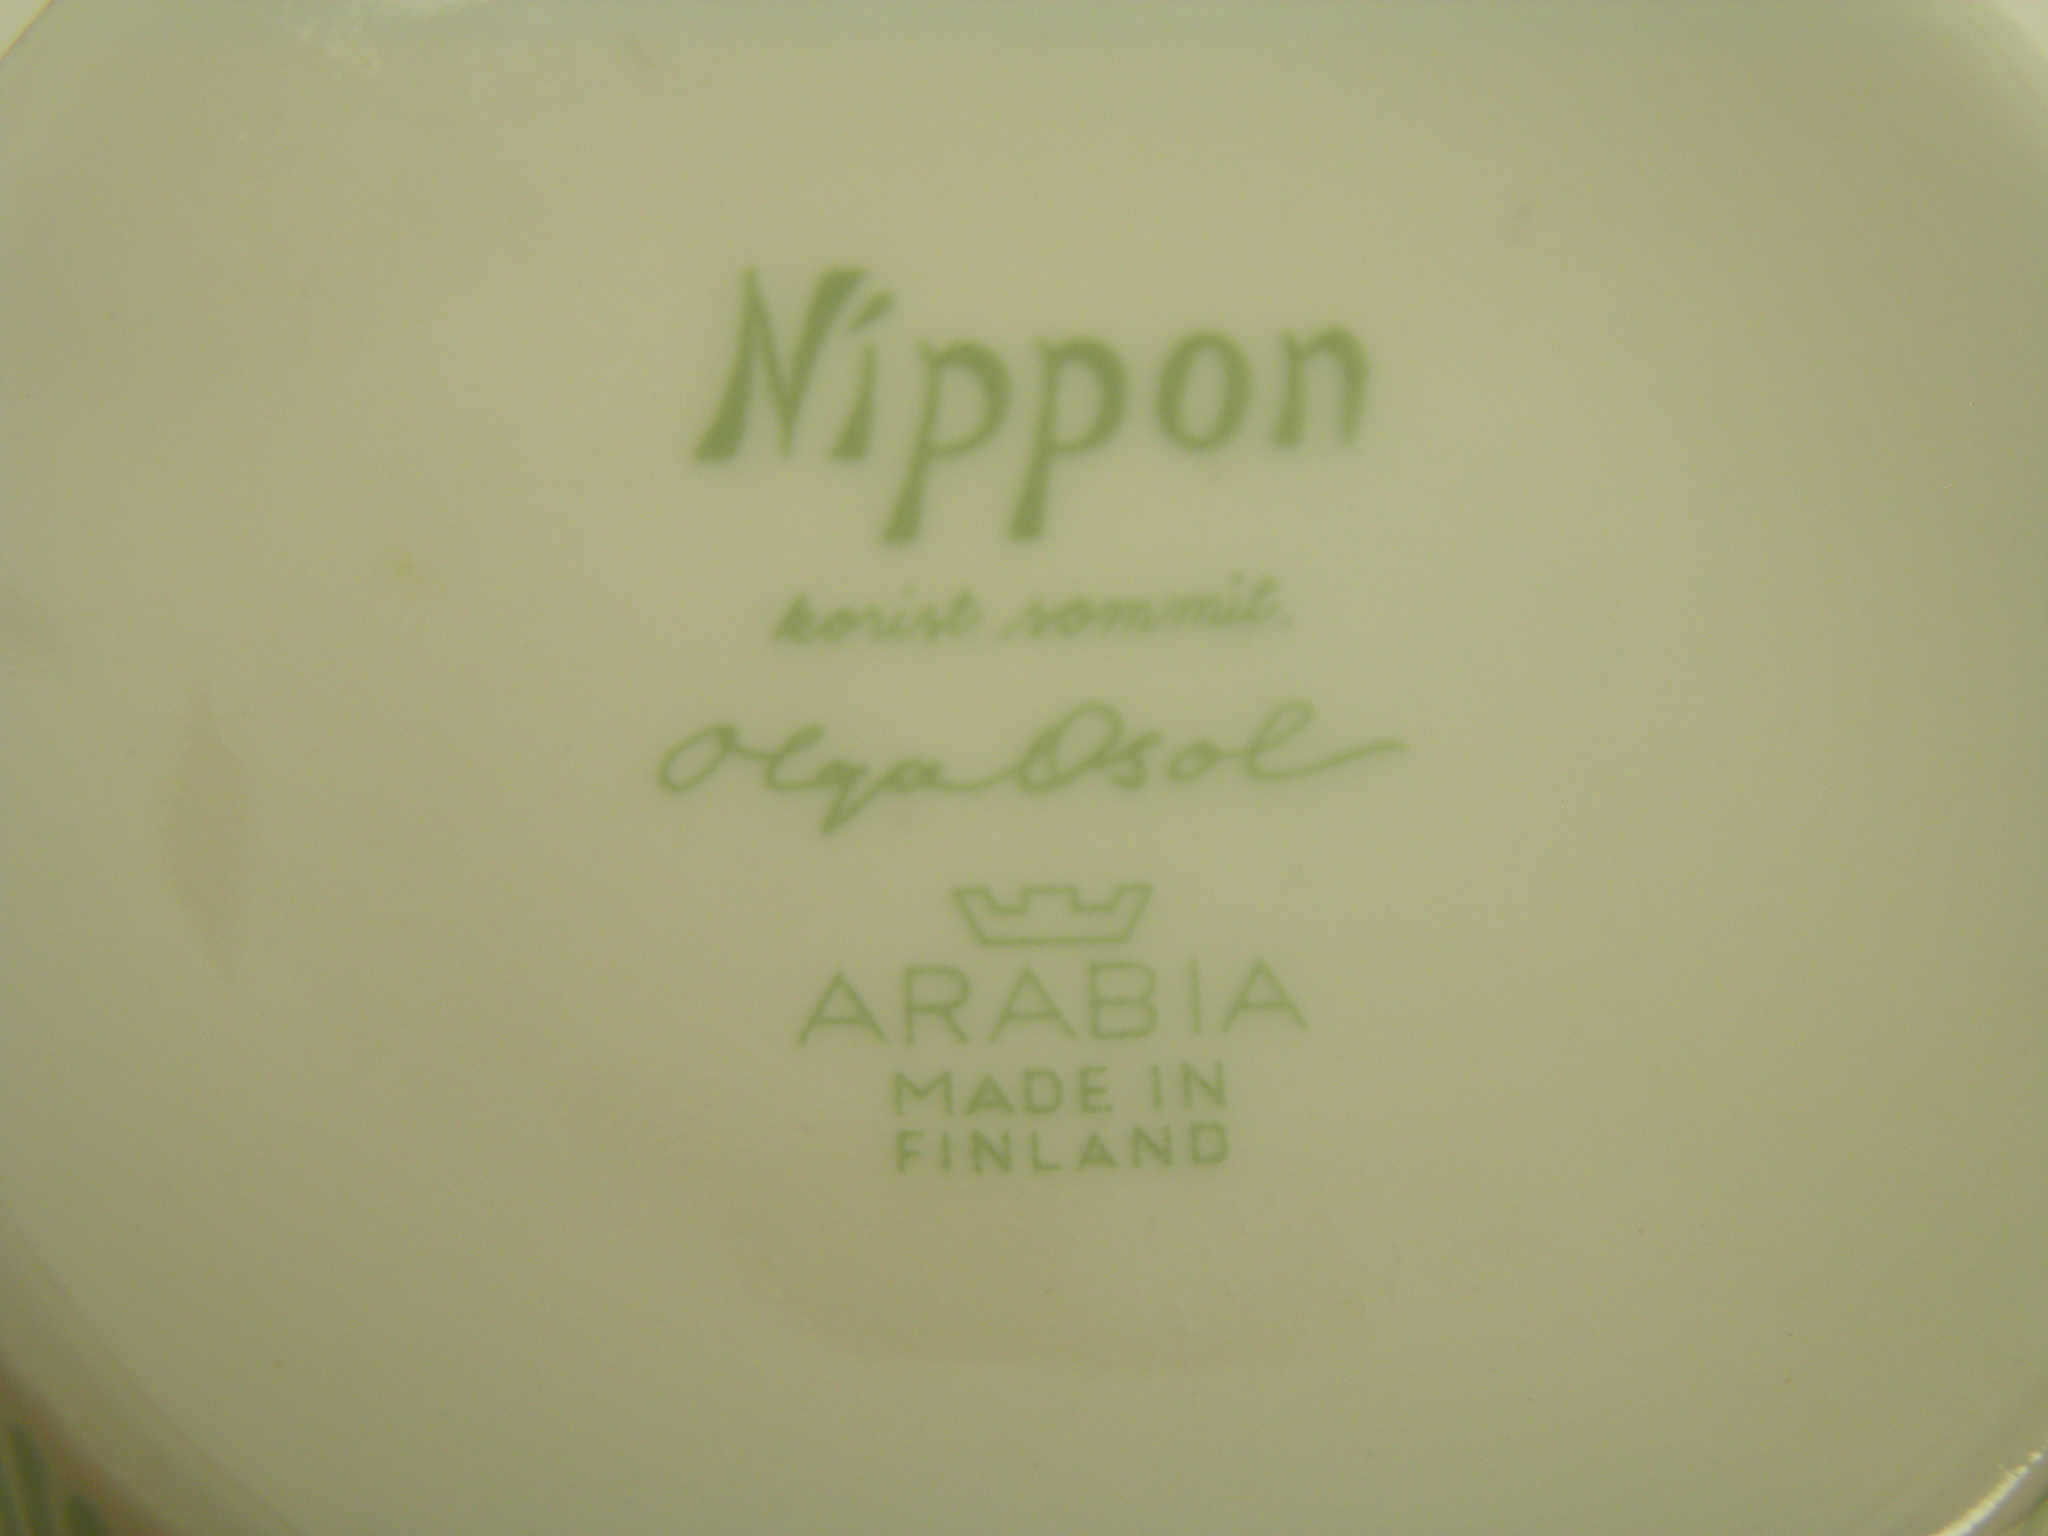 Nippon
korist. sommit.
Olga Osol
ARABIA
MADE IN
FINLAND